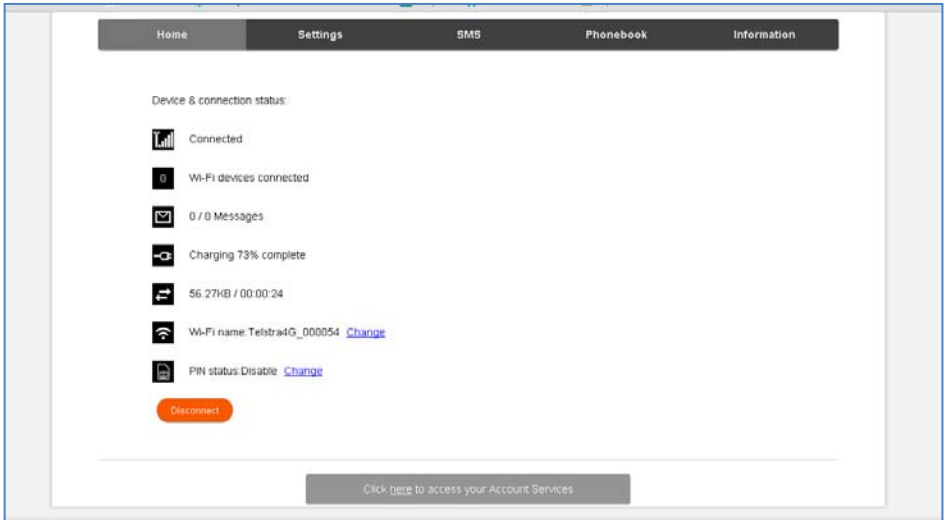 Home Settings SMS Phonebook Information
Device & connection status:
Connected
0 Wi-Fi devices connected
0 / 0 Messages
Charging 73% complete
56.27KB / 00:00:24
Wi-Fi name:Telstra4G_000054 Change
PIN status:Disable Change
Disconnect
Click here to access your Account Services